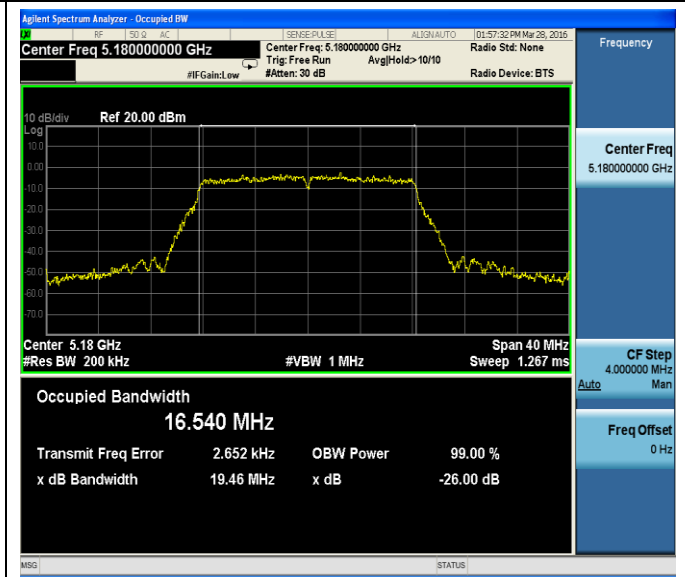 Agilent Spectrum Analyzer - Occupied BW
RF 50 Ω AC SENSE:PULSE ALIGNAUTO 01:57:32 PM Mar 28, 2016
Center Freq 5.180000000 GHz
Center Freq: 5.180000000 GHz
Radio Std: None
Trig: Free Run Avg|Hold>10/10
#IFGain:Low #Atten: 30 dB Radio Device: BTS
Frequency
10 dB/div Ref 20.00 dBm
Log
10.0
0.00
-10.0
-20.0
-30.0
-40.0
-50.0
-60.0
-70.0
Center 5.18 GHz Span 40 MHz
#Res BW 200 kHz #VBW 1 MHz Sweep 1.267 ms
Center Freq
5.180000000 GHz
CF Step
4.000000 MHz
Auto Man
Freq Offset
0 Hz
Occupied Bandwidth
16.540 MHz
Transmit Freq Error 2.652 kHz OBW Power 99.00 %
x dB Bandwidth 19.46 MHz x dB -26.00 dB
MSG STATUS